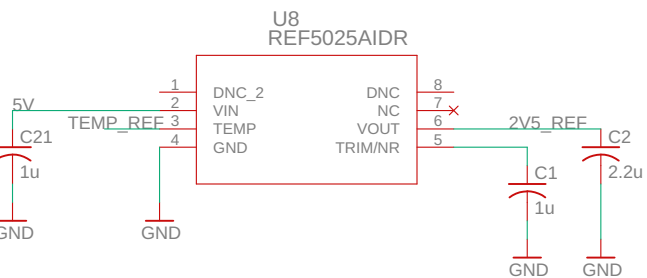 U8
REF5025AIDR
1 DNC_2 DNC 8
5V 2 VIN NC 7
TEMP_REF 3 TEMP VOUT 6 2V5_REF
C21 4 GND TRIM/NR 5 C2
1u C1 2.2u
1u
GND GND
GND GND